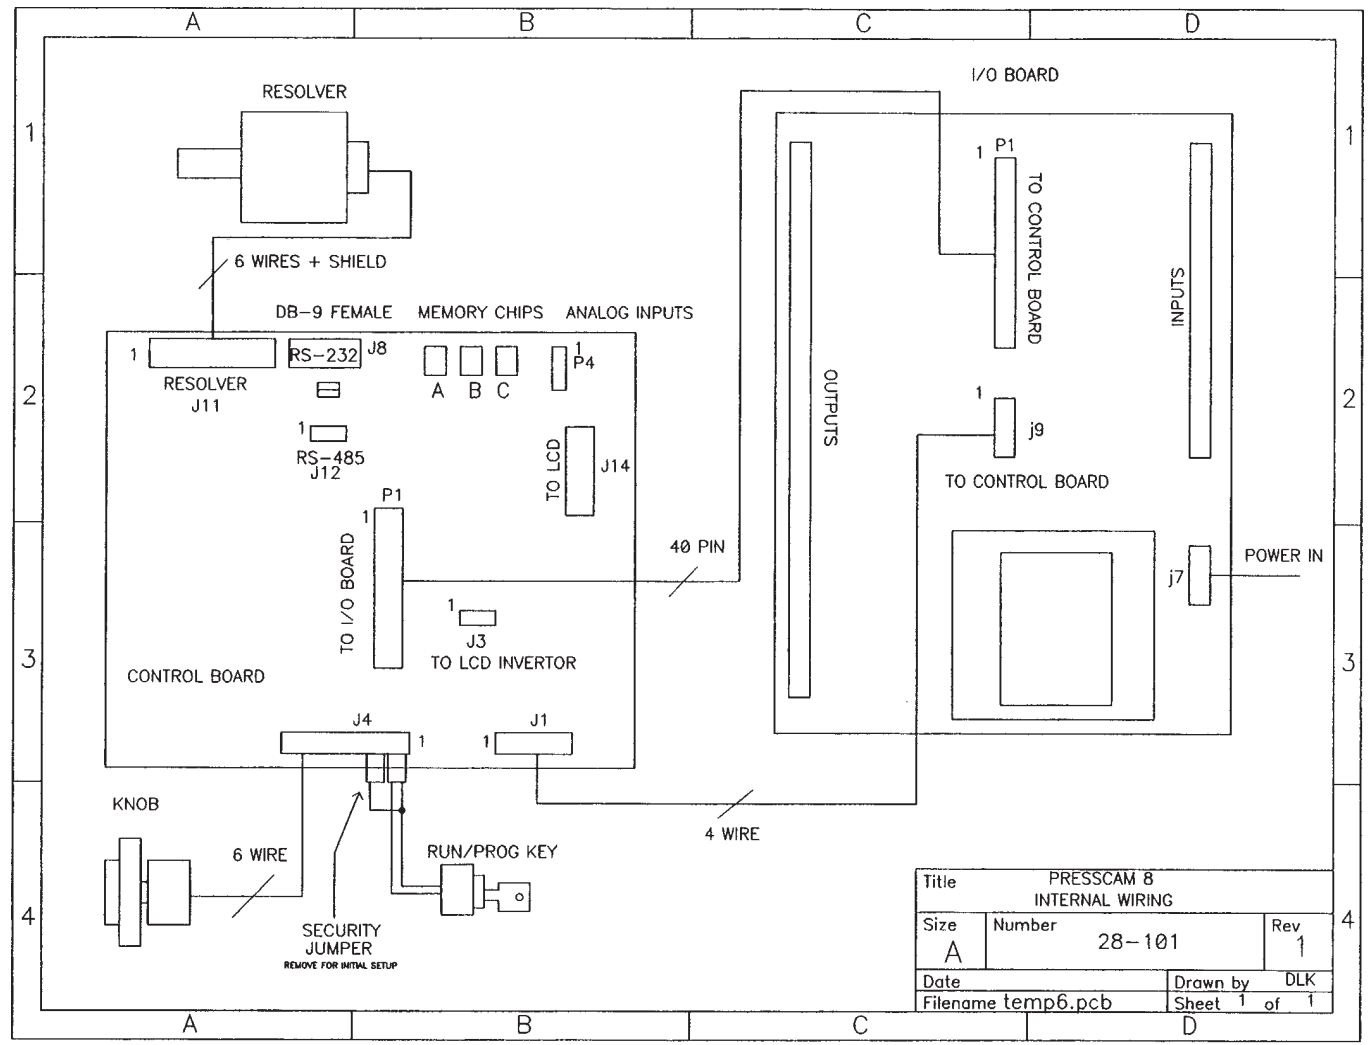 A B C D
I/O BOARD
RESOLVER
1 1
1 P1
TO CONTROL BOARD
6 WIRES + SHIELD
INPUTS
DB-9 FEMALE MEMORY CHIPS ANALOG INPUTS
1 RS-232 J8 1
P4
RESOLVER
J11
A B C
2 2
OUTPUTS
1
j9
1
RS-485
J12
TO LCD
J14
TO CONTROL BOARD
P1
1
TO I/O BOARD
40 PIN
POWER IN
j7
1
J3
TO LCD INVERTOR
3 3
CONTROL BOARD
J4 J1
1 1
KNOB
4 WIRE
6 WIRE
RUN/PROG KEY
4 4
SECURITY
JUMPER
REMOVE FOR INITIAL SETUP
Title PRESSCAM 8
INTERNAL WIRING
Size Number Rev
A 28-101 1
Date Drawn by DLK
Filename temp6.pcb Sheet 1 of 1
A B C D